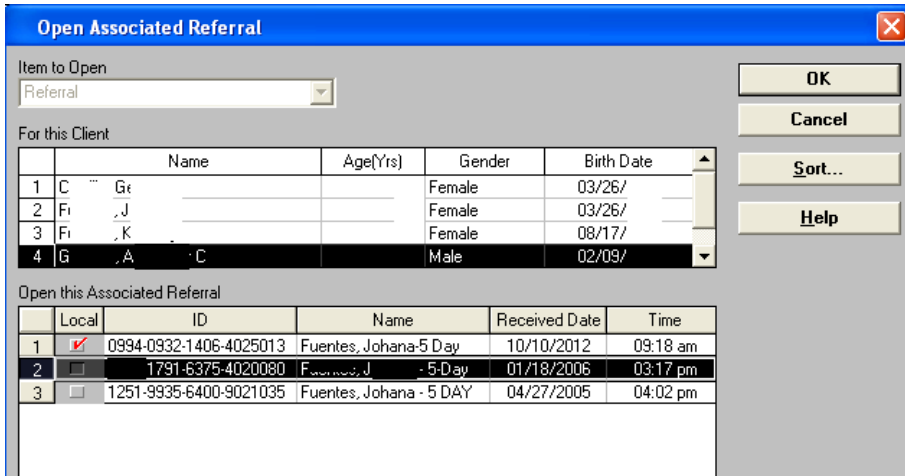 Open Associated Referral
Item to Open
Referral
OK
Cancel
Sort...
Help
For this Client
Name Age(Yrs) Gender Birth Date
1 C Female 03/26/
2 , J Female 03/26/
3 , K Female 08/17/
4 G , A C Male 02/09/
Open this Associated Referral
Local ID Name Received Date Time
1 0994-0932-1406-4025013 Fuentes, Johana-5 Day 10/10/2012 09:18 am
2 1791-6375-4020080 , J - 5-Day 01/18/2006 03:17 pm
3 1251-9935-6400-9021035 Fuentes, Johana - 5 DAY 04/27/2005 04:02 pm